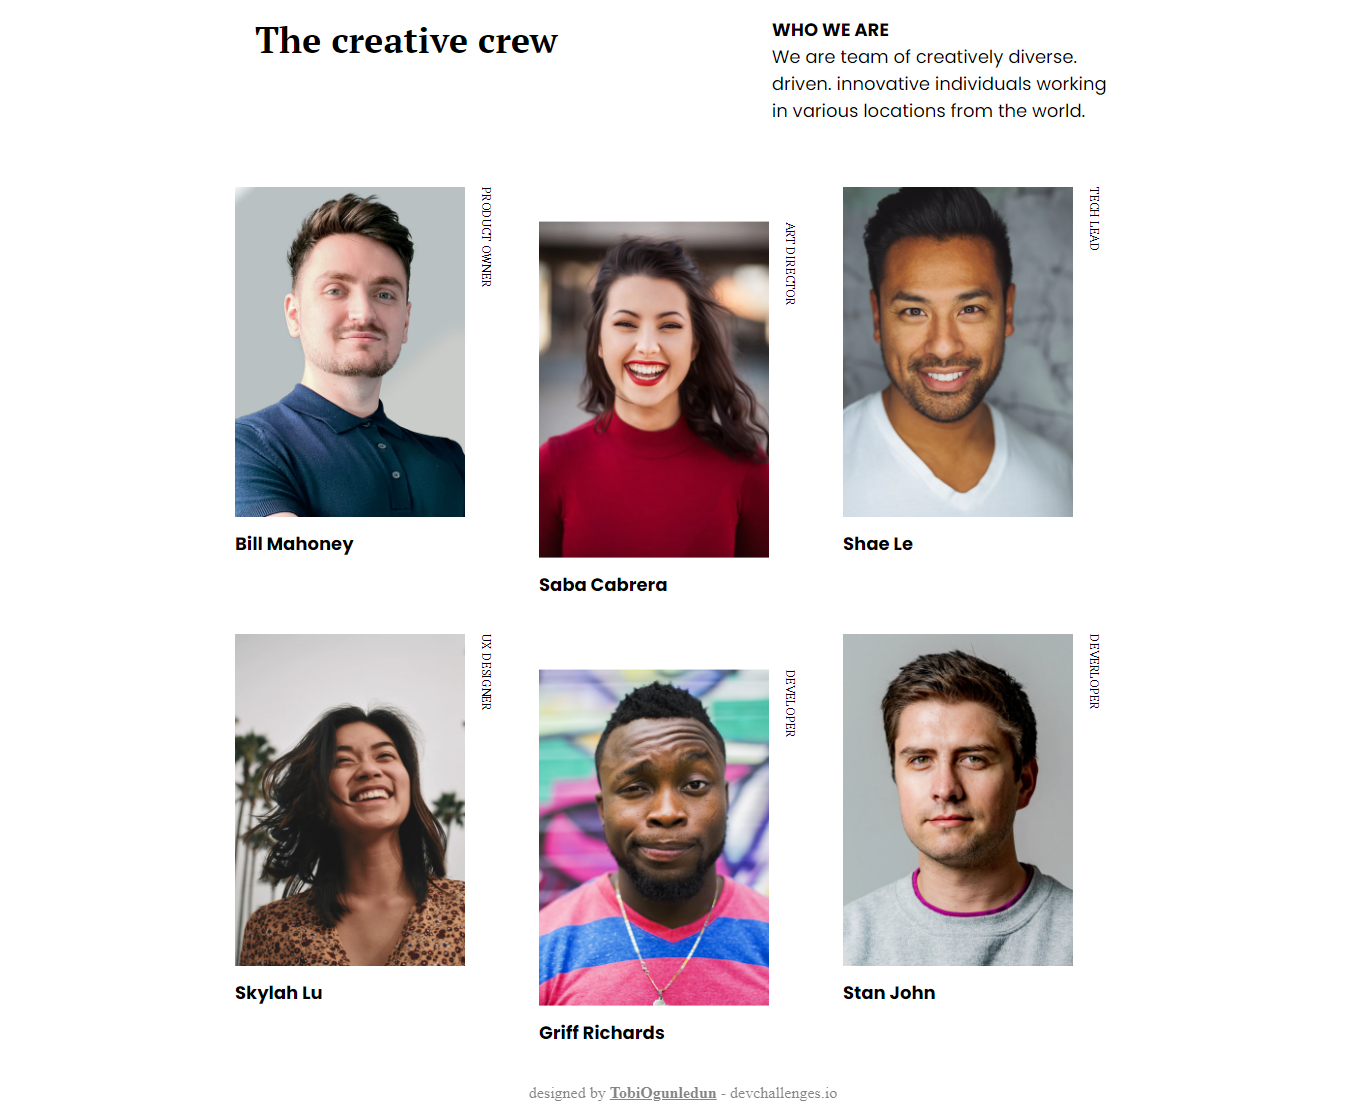 The creative crew
WHO WE ARE
We are team of creatively diverse.
driven. innovative individuals working
in various locations from the world.
PRODUCT OWNER
Bill Mahoney
ART DIRECTOR
Saba Cabrera
TECH LEAD
Shae Le
UX DESIGNER
Skylah Lu
DEVELOPER
Griff Richards
DEVERLOPER
Stan John
designed by TobiOgunledun - devchallenges.io